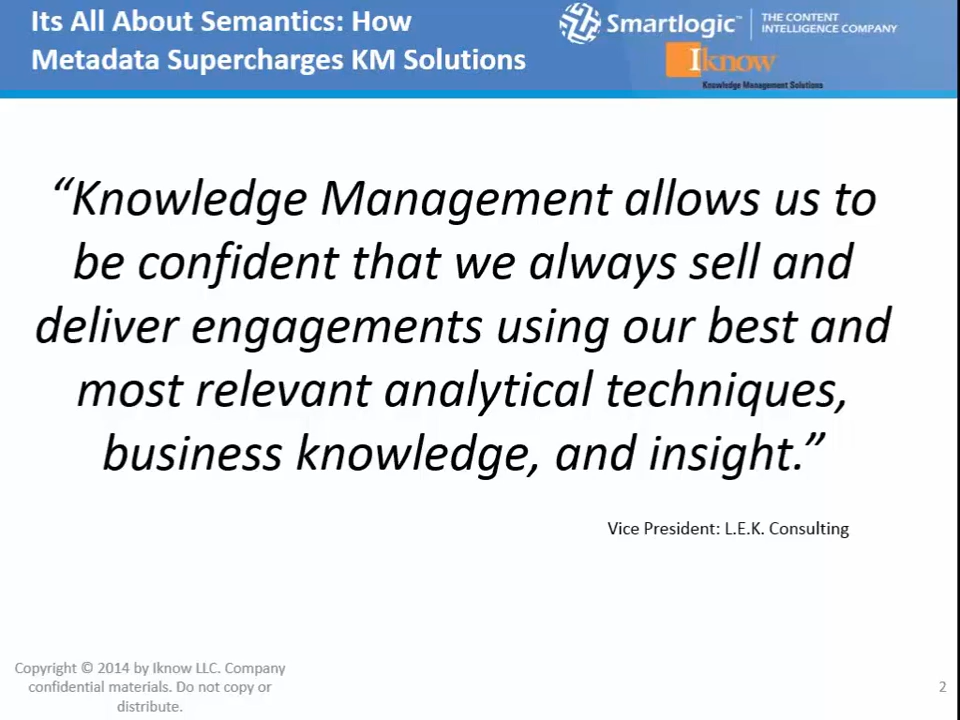 Its All About Semantics: How
Metadata Supercharges KM Solutions
Smartlogic™
THE CONTENT
INTELLIGENCE COMPANY
Iknow
Knowledge Management Solutions
“Knowledge Management allows us to
be confident that we always sell and
deliver engagements using our best and
most relevant analytical techniques,
business knowledge, and insight.”
Vice President: L.E.K. Consulting
Copyright © 2014 by Iknow LLC. Company
confidential materials. Do not copy or
distribute.
2